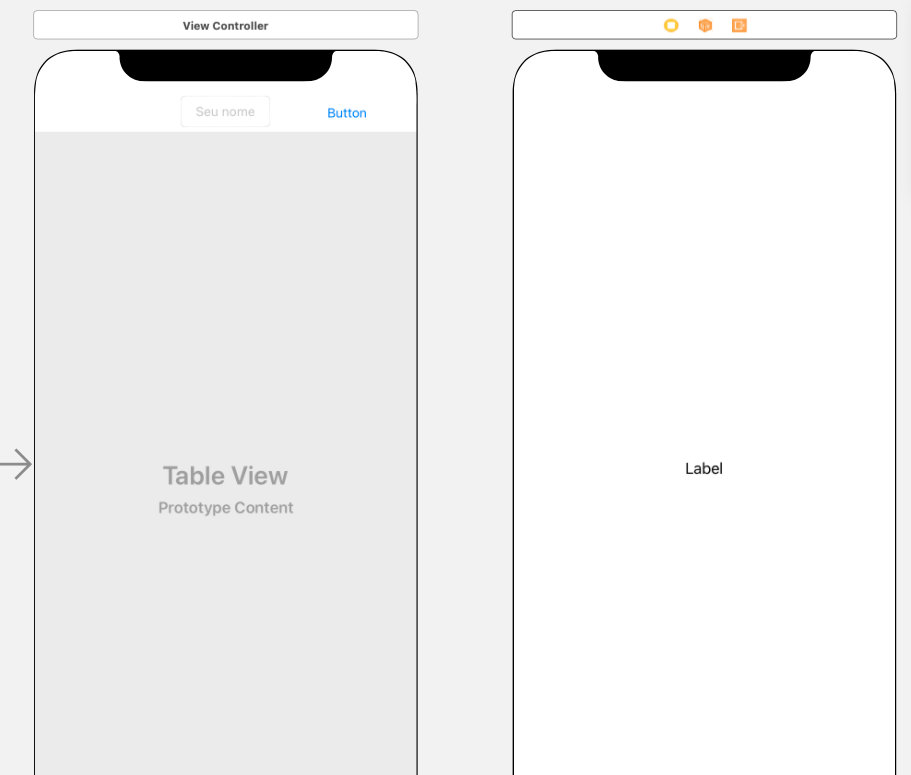 View Controller
Seu nome
Button
Table View
Prototype Content
Label